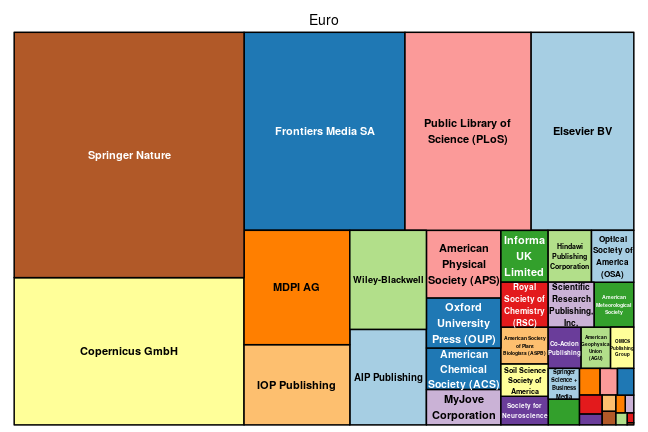 Euro
Springer Nature
Copernicus GmbH
Frontiers Media SA
Public Library of
Science (PLoS)
Elsevier BV
MDPI AG
IOP Publishing
Wiley-Blackwell
AIP Publishing
American
Physical
Society (APS)
Oxford
University
Press (OUP)
American
Chemical
Society (ACS)
MyJove
Corporation
Informa
UK
Limited
Royal
Society of
Chemistry
(RSC)
American Society
of Plant
Biologists (ASPB)
Soil Science
Society of
America
Society for
Neuroscience
Hindawi
Publishing
Corporation
Optical
Society of
America
(OSA)
Scientific
Research
Publishing,
Inc.
American
Meteorological
Society
Co-Action
Publishing
American
Geophysical
Union
(AGU)
OMICS
Publishing
Group
Springer
Science +
Business
Media